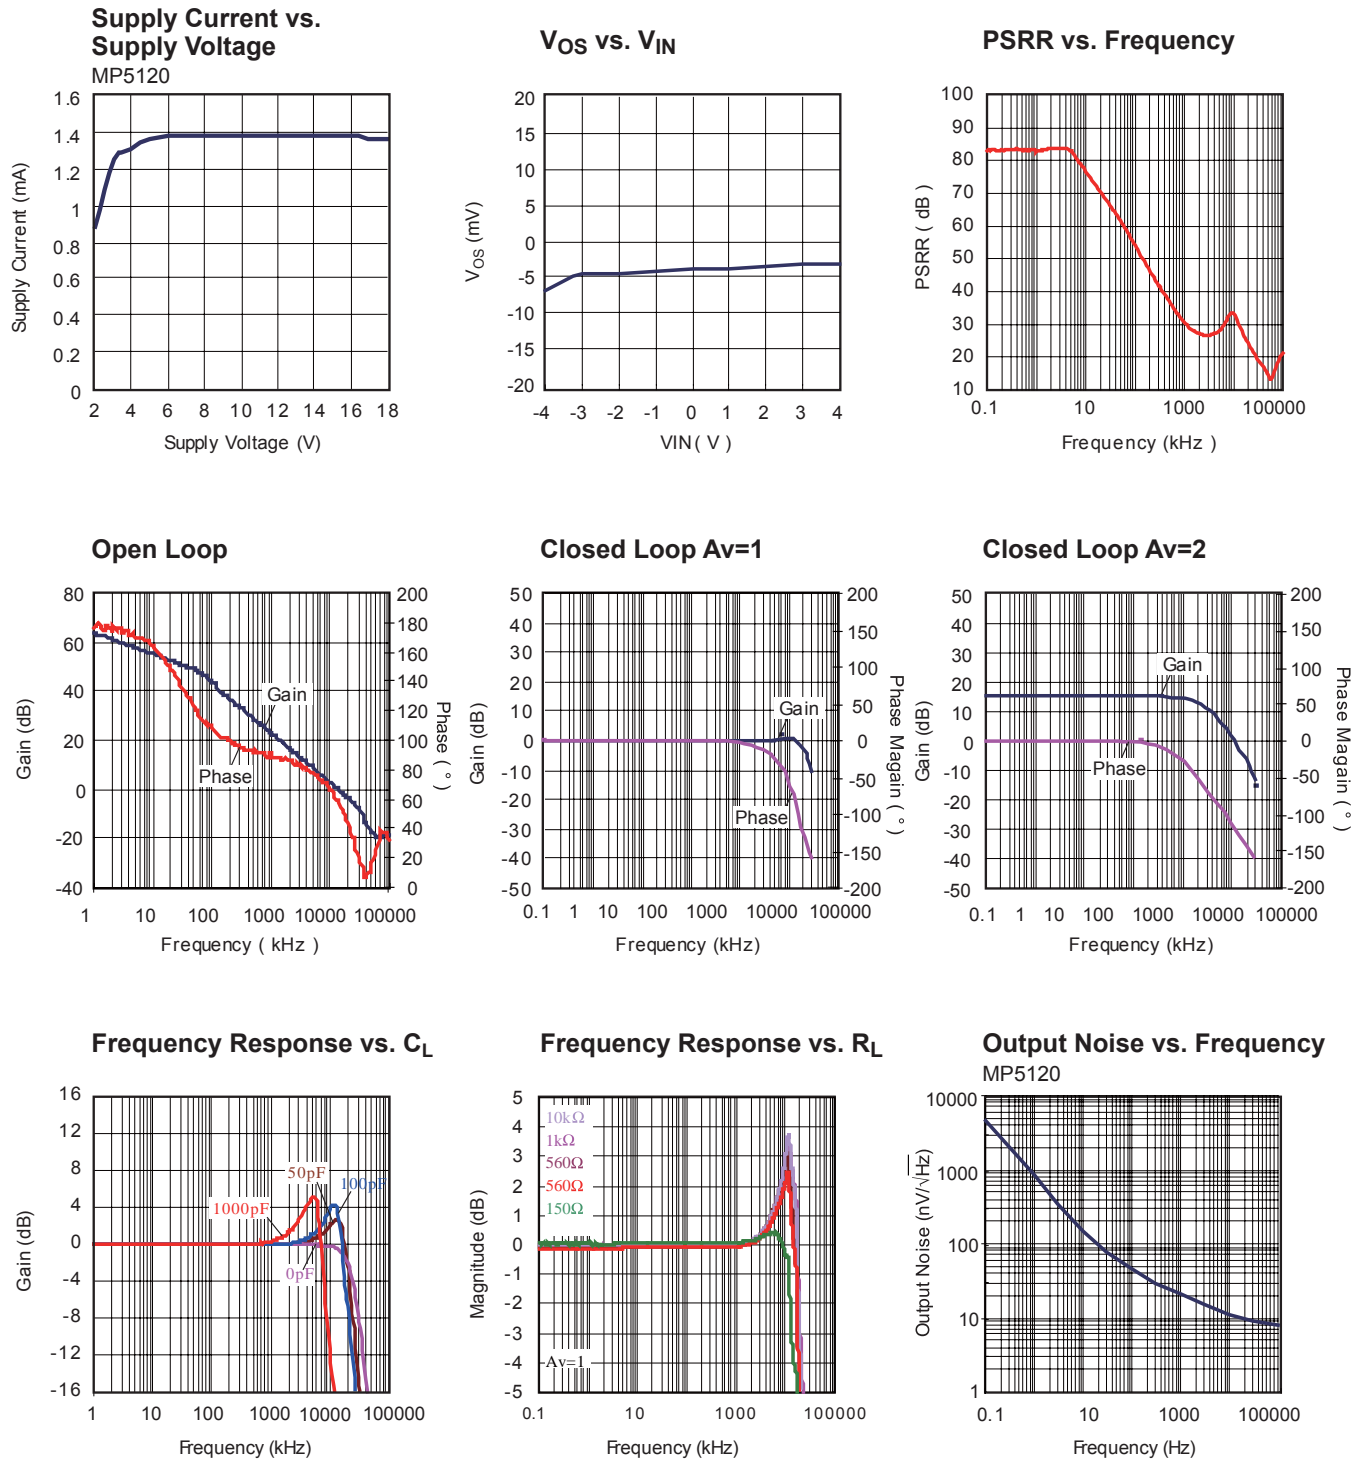 Supply Current vs.
Supply Voltage
MP5120
1.6
1.4
1.2
1
0.8
0.6
0.4
0.2
0
2 4 6 8 10 12 14 16 18
Supply Current (mA)
Supply Voltage (V)
VOS vs. VIN
20
15
10
5
0
-5
-10
-15
-20
-4 -3 -2 -1 0 1 2 3 4
VOS (mV)
VIN ( V )
PSRR vs. Frequency
100
90
80
70
60
50
40
30
20
10
0.1 10 1000 100000
PSRR ( dB )
Frequency (kHz )
Open Loop
80
60
40
20
0
-20
-40
200
180
160
140
120
100
80
60
40
20
0
Gain
Phase
1 10 100 1000 10000 100000
Gain (dB)
Phase ( ° )
Frequency ( kHz )
Closed Loop Av=1
50
40
30
20
10
0
-10
-20
-30
-40
-50
200
150
100
50
0
-50
-100
-150
-200
Gain
Phase
0.1 1 10 100 1000 10000 100000
Gain (dB)
Phase Magain ( ° )
Frequency (kHz)
Closed Loop Av=2
50
40
30
20
10
0
-10
-20
-30
-40
-50
200
150
100
50
0
-50
-100
-150
-200
Gain
Phase
0.1 1 10 100 1000 10000 100000
Gain (dB)
Phase Magain ( ° )
Frequency (kHz)
Frequency Response vs. CL
16
12
8
4
0
-4
-8
-12
-16
50pF
100pF
1000pF
0pF
1 10 100 1000 10000 100000
Gain (dB)
Frequency (kHz)
Frequency Response vs. RL
5
4
3
2
1
0
-1
-2
-3
-4
-5
10kΩ
1kΩ
560Ω
560Ω
150Ω
Av=1
0.1 10 1000 100000
Magnitude (dB)
Frequency (kHz)
Output Noise vs. Frequency
MP5120
10000
1000
100
10
1
0.1 10 1000 100000
Output Noise (nV/√Hz)
Frequency (Hz)